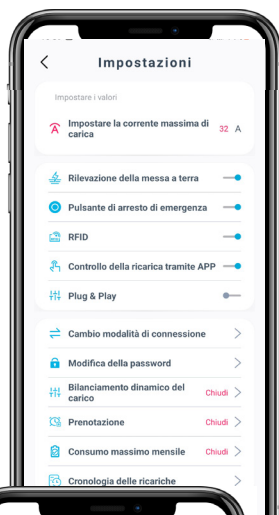 Impostazioni
Impostare i valori
Impostare la corrente massima di
carica
32 A
Rilevazione della messa a terra
Pulsante di arresto di emergenza
RFID
Controllo della ricarica tramite APP
Plug & Play
Cambio modalità di connessione
Modifica della password
Bilanciamento dinamico del
carico
Chiudi
Prenotazione Chiudi
Consumo massimo mensile Chiudi
Cronologia delle ricariche